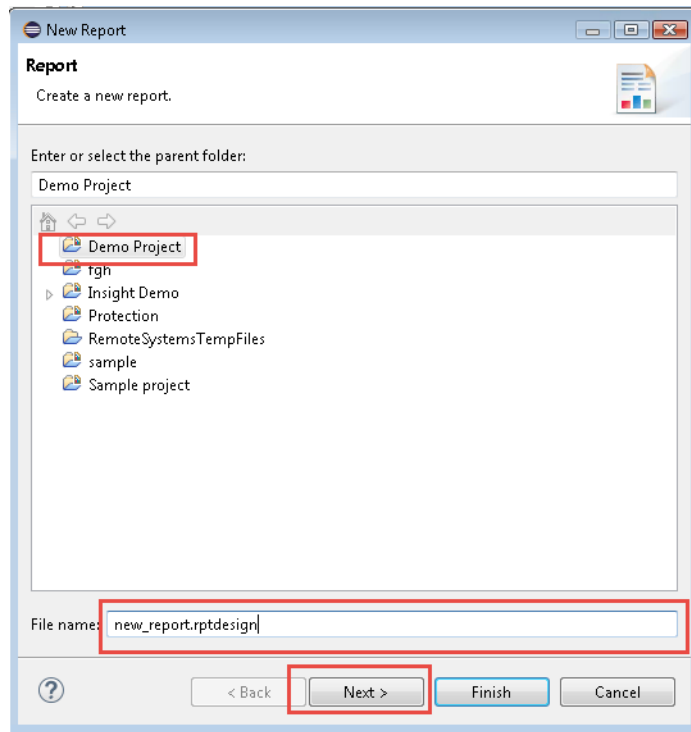 New Report
Report
Create a new report.
Enter or select the parent folder:
Demo Project
Demo Project
fgh
Insight Demo
Protection
RemoteSystemsTempFiles
sample
Sample project
File name: new_report.rptdesign
? < Back Next > Finish Cancel